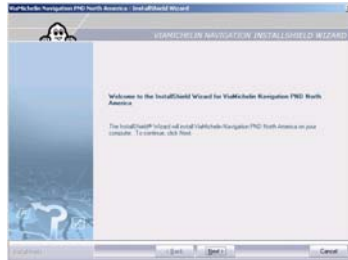 ViaMichelin Navigation PND North America - InstallShield Wizard
VIAMICHELIN NAVIGATION INSTALLSHIELD WIZARD
Welcome to the InstallShield Wizard for ViaMichelin Navigation PND North
America
The InstallShield® Wizard will install ViaMichelin Navigation PND North America on your
computer. To continue, click Next.
InstallShield
< Back
Next >
Cancel